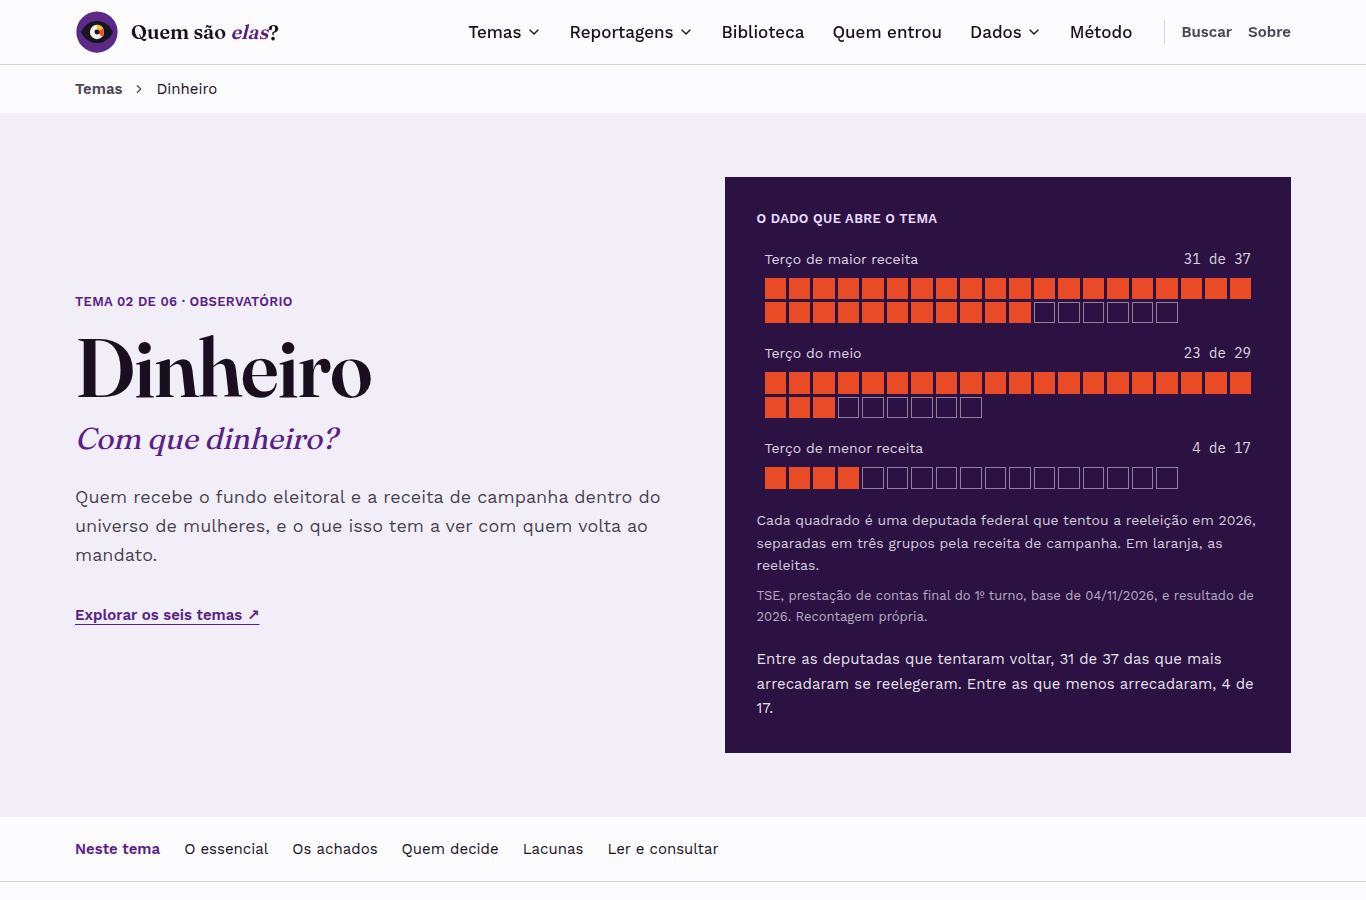 Quem são elas?
Temas
Reportagens
Biblioteca
Quem entrou
Dados
Método
Buscar
Sobre
Temas
Dinheiro
TEMA 02 DE 06 · OBSERVATÓRIO
Dinheiro
Com que dinheiro?
Quem recebe o fundo eleitoral e a receita de campanha dentro do
universo de mulheres, e o que isso tem a ver com quem volta ao
mandato.
Explorar os seis temas ↗
O DADO QUE ABRE O TEMA
Terço de maior receita
31 de 37
Terço do meio
23 de 29
Terço de menor receita
4 de 17
Cada quadrado é uma deputada federal que tentou a reeleição em 2026,
separadas em três grupos pela receita de campanha. Em laranja, as
reeleitas.
TSE, prestação de contas final do 1º turno, base de 04/11/2026, e resultado de
2026. Recontagem própria.
Entre as deputadas que tentaram voltar, 31 de 37 das que mais
arrecadaram se reelegeram. Entre as que menos arrecadaram, 4 de
17.
Neste tema
O essencial
Os achados
Quem decide
Lacunas
Ler e consultar